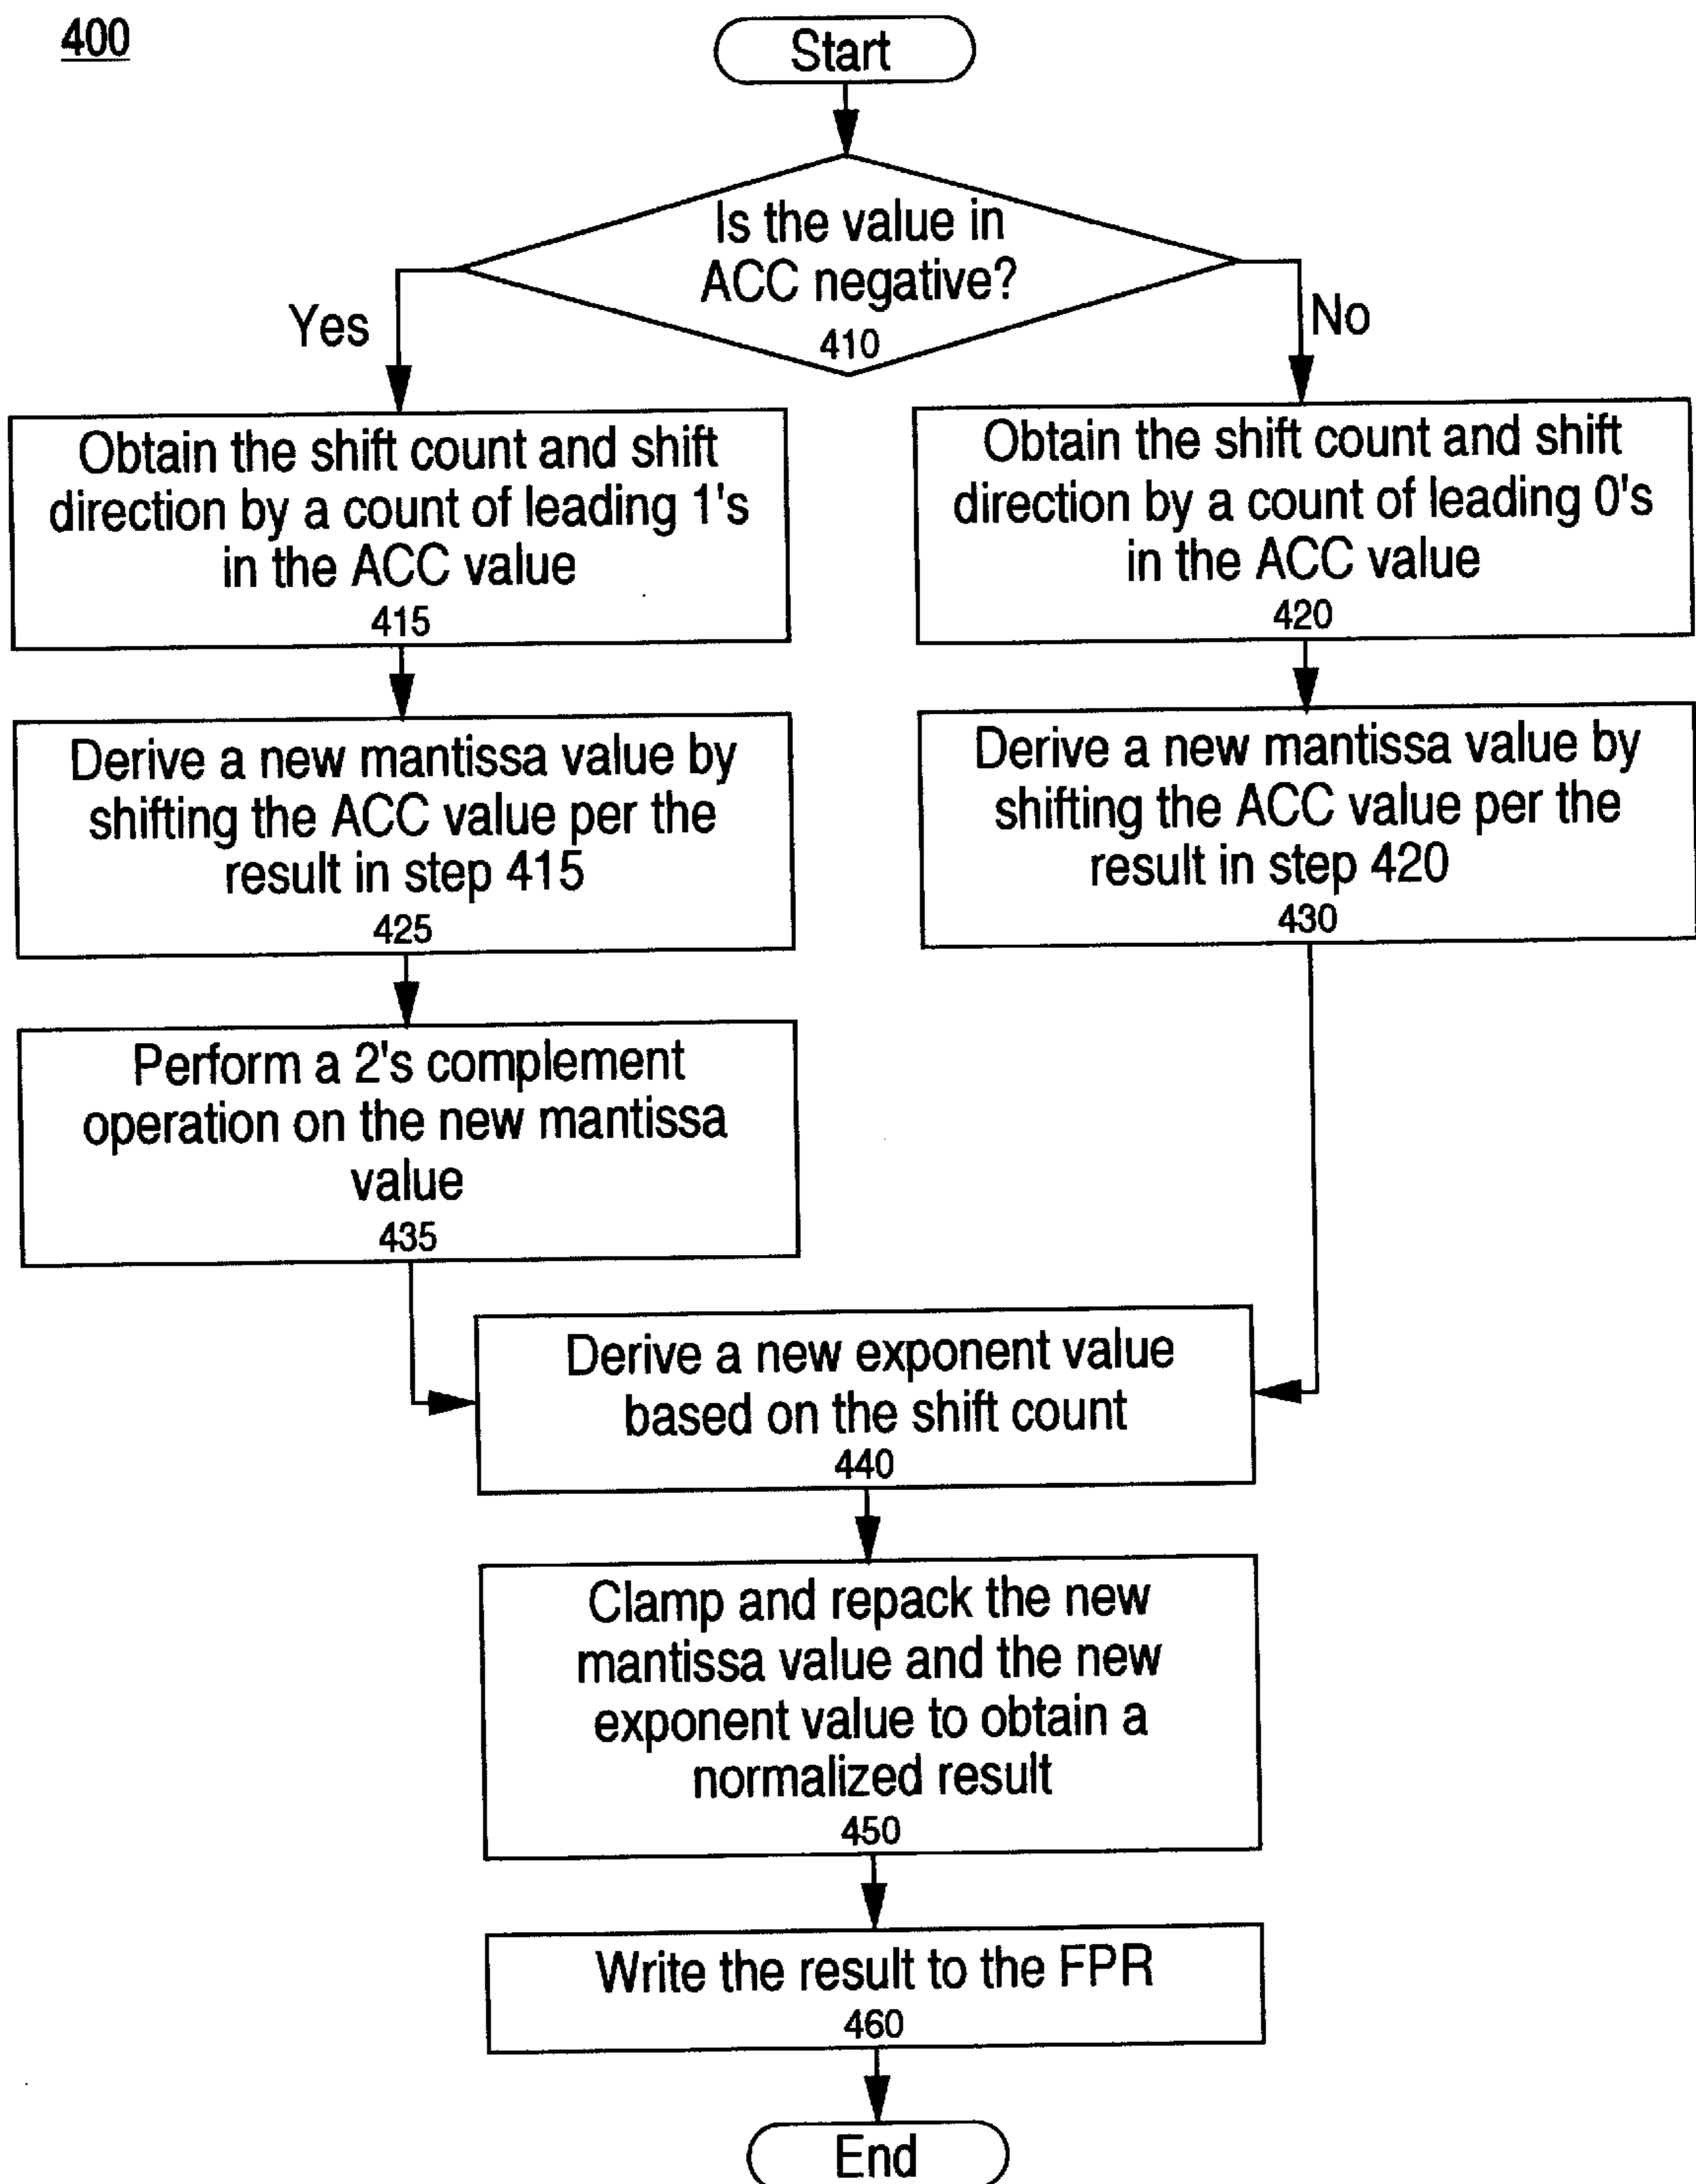 400
Start
Is the value in
ACC negative?
410
Yes
No
Obtain the shift count and shift
direction by a count of leading 1's
in the ACC value
415
Obtain the shift count and shift
direction by a count of leading 0's
in the ACC value
420
Derive a new mantissa value by
shifting the ACC value per the
result in step 415
425
Derive a new mantissa value by
shifting the ACC value per the
result in step 420
430
Perform a 2's complement
operation on the new mantissa
value
435
Derive a new exponent value
based on the shift count
440
Clamp and repack the new
mantissa value and the new
exponent value to obtain a
normalized result
450
Write the result to the FPR
460
End